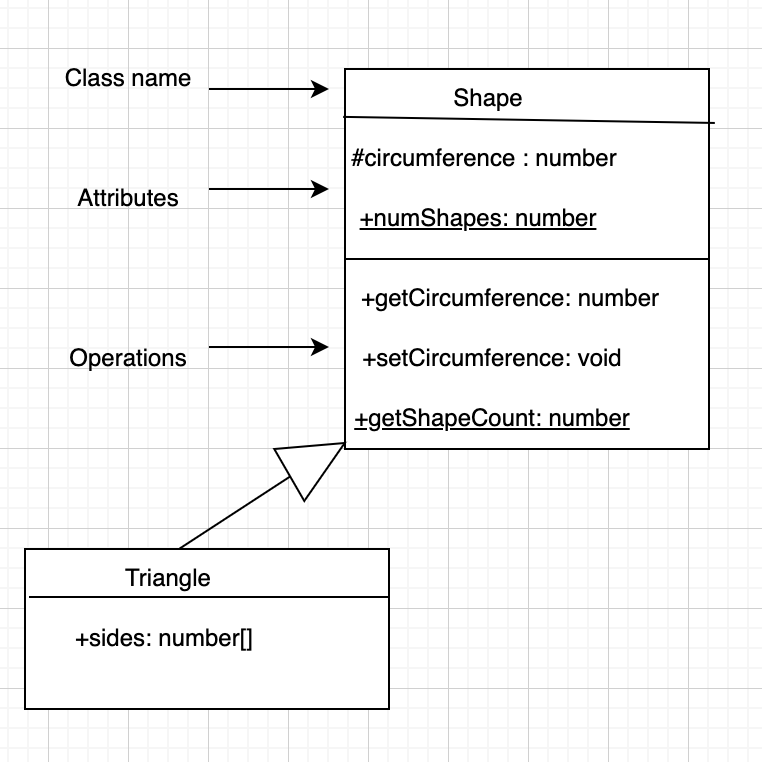 Class name
Shape
Attributes
#circumference : number
+numShapes: number
Operations
+getCircumference: number
+setCircumference: void
+getShapeCount: number
Triangle
+sides: number[]